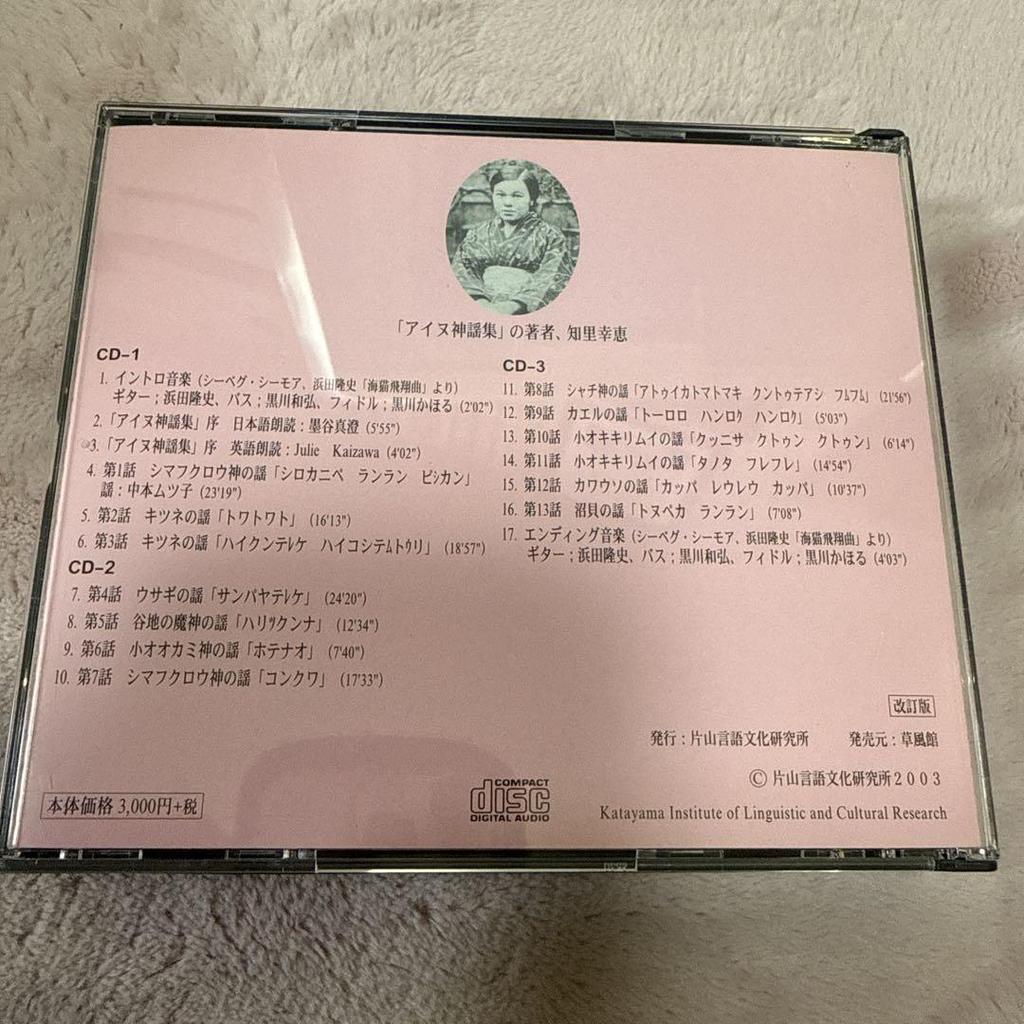 「アイヌ神謡集」の著者、知里幸恵
CD-1
1. イントロ音楽（シーベグ・シーモア、浜田隆史「海猫飛翔曲」より）
ギター；浜田隆史、バス；黒川和弘、フィドル；黒川かほる（2'02"）
2.「アイヌ神謡集」序 日本語朗読：墨谷真澄（5'55"）
3.「アイヌ神謡集」序 英語朗読：Julie Kaizawa（4'02"）
4. 第1話 シマフクロウ神の謡「シロカニペ ランラン ピㇱカン」
謡：中本ムツ子（23'19"）
5. 第2話 キツネの謡「トワトワト」（16'13"）
6. 第3話 キツネの謡「ハイクンテㇾケ ハイコシテㇺトゥリ」（18'57"）
CD-2
7. 第4話 ウサギの謡「サンパヤテㇾケ」（24'20"）
8. 第5話 谷地の魔神の謡「ハリックンナ」（12'34"）
9. 第6話 小オオカミ神の謡「ホテナオ」（7'40"）
10. 第7話 シマフクロウ神の謡「コンクワ」（17'33"）
CD-3
11. 第8話 シャチ神の謡「アトゥイカトマトマキ クントゥテアシ フㇺフㇺ」（21'56"）
12. 第9話 カエルの謡「トーロロ ハンロㇰ ハンロㇰ」（5'03"）
13. 第10話 小オキキリムイの謡「クッニサ クトゥン クトゥン」（6'14"）
14. 第11話 小オキキリムイの謡「タノタ フレフレ」（14'54"）
15. 第12話 カワウソの謡「カッパ レウレウ カッパ」（10'37"）
16. 第13話 沼貝の謡「トヌペカ ランラン」（7'08"）
17. エンディング音楽（シーベグ・シーモア、浜田隆史「海猫飛翔曲」より）
ギター；浜田隆史、バス；黒川和弘、フィドル；黒川かほる（4'03"）
改訂版
発行：片山言語文化研究所 発売元：草風館
Ⓒ 片山言語文化研究所２００３
Katayama Institute of Linguistic and Cultural Research
COMPACT
disc
DIGITAL AUDIO
本体価格 3,000円+税